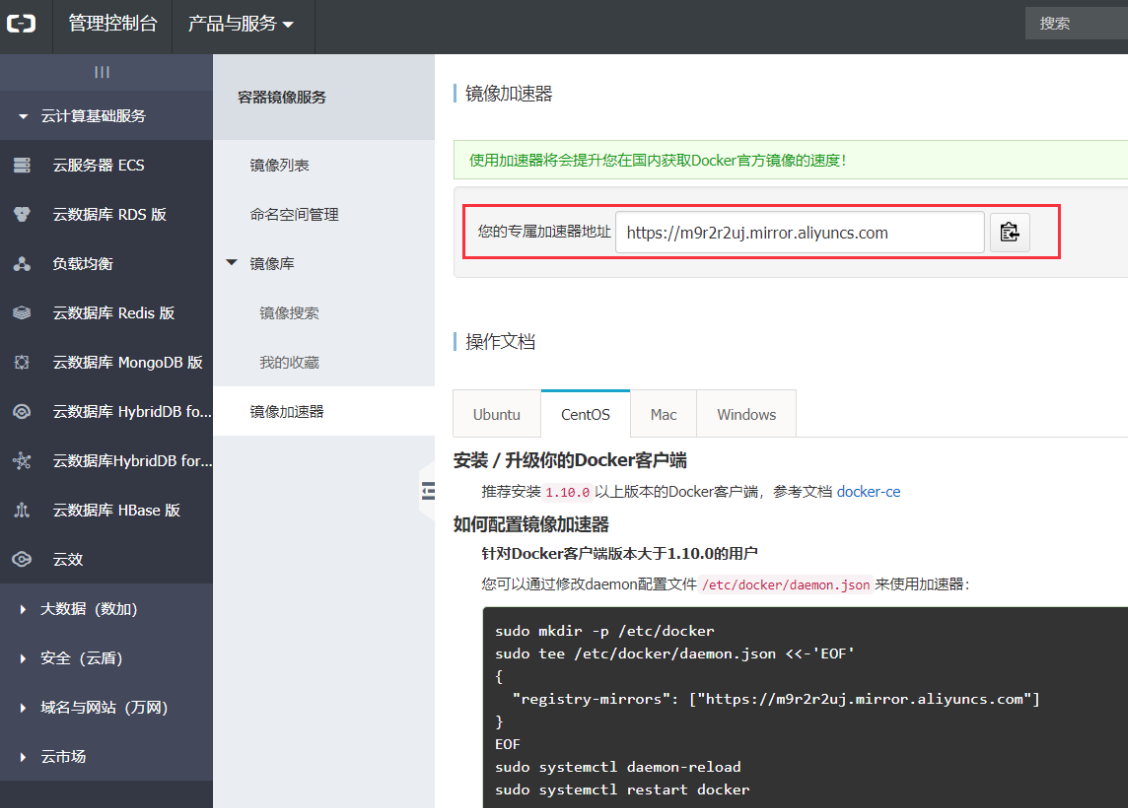 管理控制台
产品与服务
搜索
云计算基础服务
云服务器 ECS
云数据库 RDS 版
负载均衡
云数据库 Redis 版
云数据库 MongoDB 版
云数据库 HybridDB fo...
云数据库HybridDB for...
云数据库 HBase 版
云效
大数据（数加）
安全（云盾）
域名与网站（万网）
云市场
容器镜像服务
镜像列表
命名空间管理
镜像库
镜像搜索
我的收藏
镜像加速器
镜像加速器
使用加速器将会提升您在国内获取Docker官方镜像的速度！
您的专属加速器地址 https://m9r2r2uj.mirror.aliyuncs.com
操作文档
Ubuntu CentOS Mac Windows
安装 / 升级你的Docker客户端
推荐安装 1.10.0 以上版本的Docker客户端，参考文档 docker-ce
如何配置镜像加速器
针对Docker客户端版本大于1.10.0的用户
您可以通过修改daemon配置文件 /etc/docker/daemon.json 来使用加速器：
sudo mkdir -p /etc/docker
sudo tee /etc/docker/daemon.json <<-'EOF'
{
"registry-mirrors": ["https://m9r2r2uj.mirror.aliyuncs.com"]
}
EOF
sudo systemctl daemon-reload
sudo systemctl restart docker